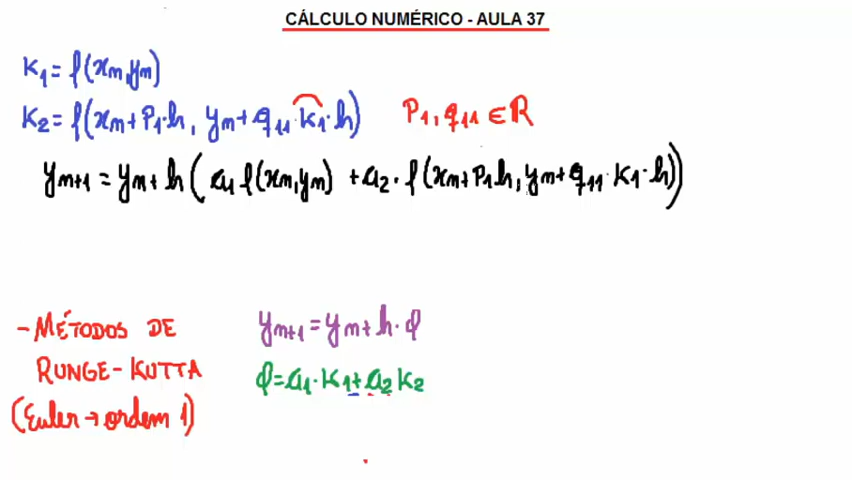 CÁLCULO NUMÉRICO - AULA 37
K₁ = f(xₘ, yₘ)
K₂ = f(xₘ + P₁·h, yₘ + q₁₁·K₁·h) P₁, q₁₁ ∈ ℝ
yₘ₊₁ = yₘ + h(a₁ f(xₘ, yₘ) + a₂·f(xₘ + P₁h, yₘ + q₁₁·K₁·h))
- MÉTODOS DE
RUNGE-KUTTA
(Euler → ordem 1)
yₘ₊₁ = yₘ + h·φ
φ = a₁·K₁ + a₂ K₂